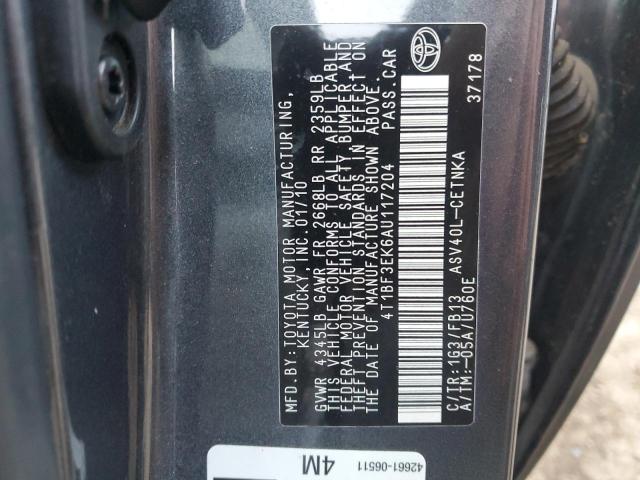 MFD.BY:TOYOTA MOTOR MANUFACTURING,
KENTUCKY, INC. 01/10
GVWR 4345LB GAWR FR 2668LB RR 2359LB
THIS VEHICLE CONFORMS TO ALL APPLICABLE
FEDERAL MOTOR VEHICLE SAFETY, BUMPER, AND
THEFT PREVENTION STANDARDS IN EFFECT ON
THE DATE OF MANUFACTURE SHOWN ABOVE.
4T1BF3EK6AU117204 PASS.CAR
C/TR:1G3/FB13 ASV40L-CETNKA
A/TM:-05A/U760E
37178
TOYOTA
42661-06511
4M